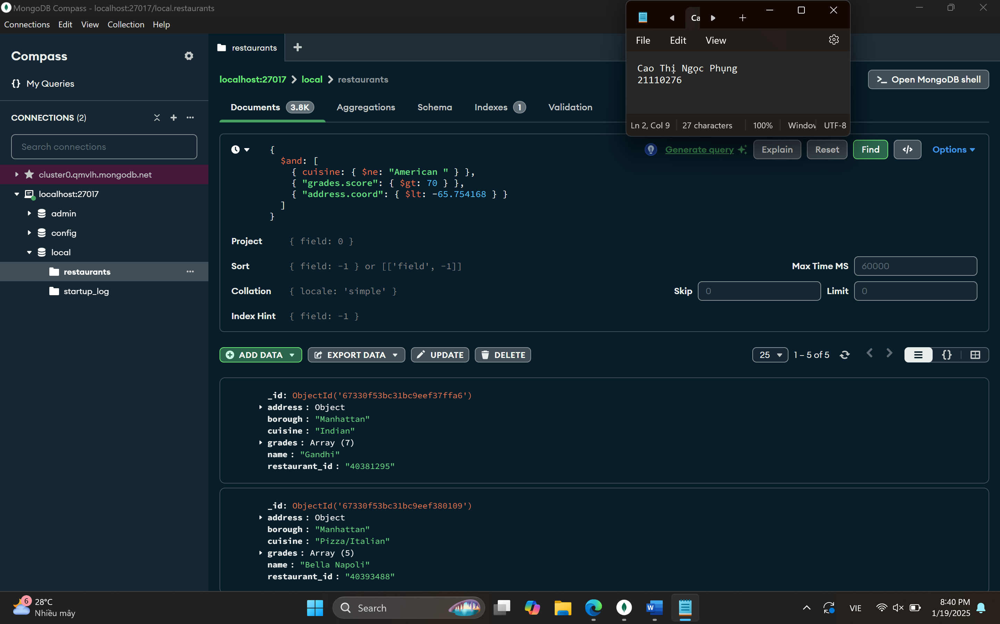 MongoDB Compass - localhost:27017/local.restaurants
Connections Edit View Collection Help
Compass
{} My Queries
CONNECTIONS (2)
Search connections
cluster0.qmvlh.mongodb.net
localhost:27017
admin
config
local
restaurants
startup_log
restaurants
localhost:27017 > local > restaurants
>_ Open MongoDB shell
Documents 3.8K Aggregations Schema Indexes 1 Validation
Ca
File Edit View
Cao Thị Ngọc Phụng
21110276
Ln 2, Col 9 27 characters 100% Window UTF-8
Generate query Explain Reset Find </> Options
{
$and: [
{ cuisine: { $ne: "American " } },
{ "grades.score": { $gt: 70 } },
{ "address.coord": { $lt: -65.754168 } }
]
}
Project { field: 0 }
Sort { field: -1 } or [['field', -1]]
Max Time MS 60000
Collation { locale: 'simple' }
Skip 0 Limit 0
Index Hint { field: -1 }
ADD DATA EXPORT DATA UPDATE DELETE
25 1 – 5 of 5 {}
_id: ObjectId('67330f53bc31bc9eef37ffa6')
address : Object
borough : "Manhattan"
cuisine : "Indian"
grades : Array (7)
name : "Gandhi"
restaurant_id : "40381295"
_id: ObjectId('67330f53bc31bc9eef380109')
address : Object
borough : "Manhattan"
cuisine : "Pizza/Italian"
grades : Array (5)
name : "Bella Napoli"
restaurant_id : "40393488"
6
28°C
Nhiều mây
Search
W
VIE
8:40 PM
1/19/2025